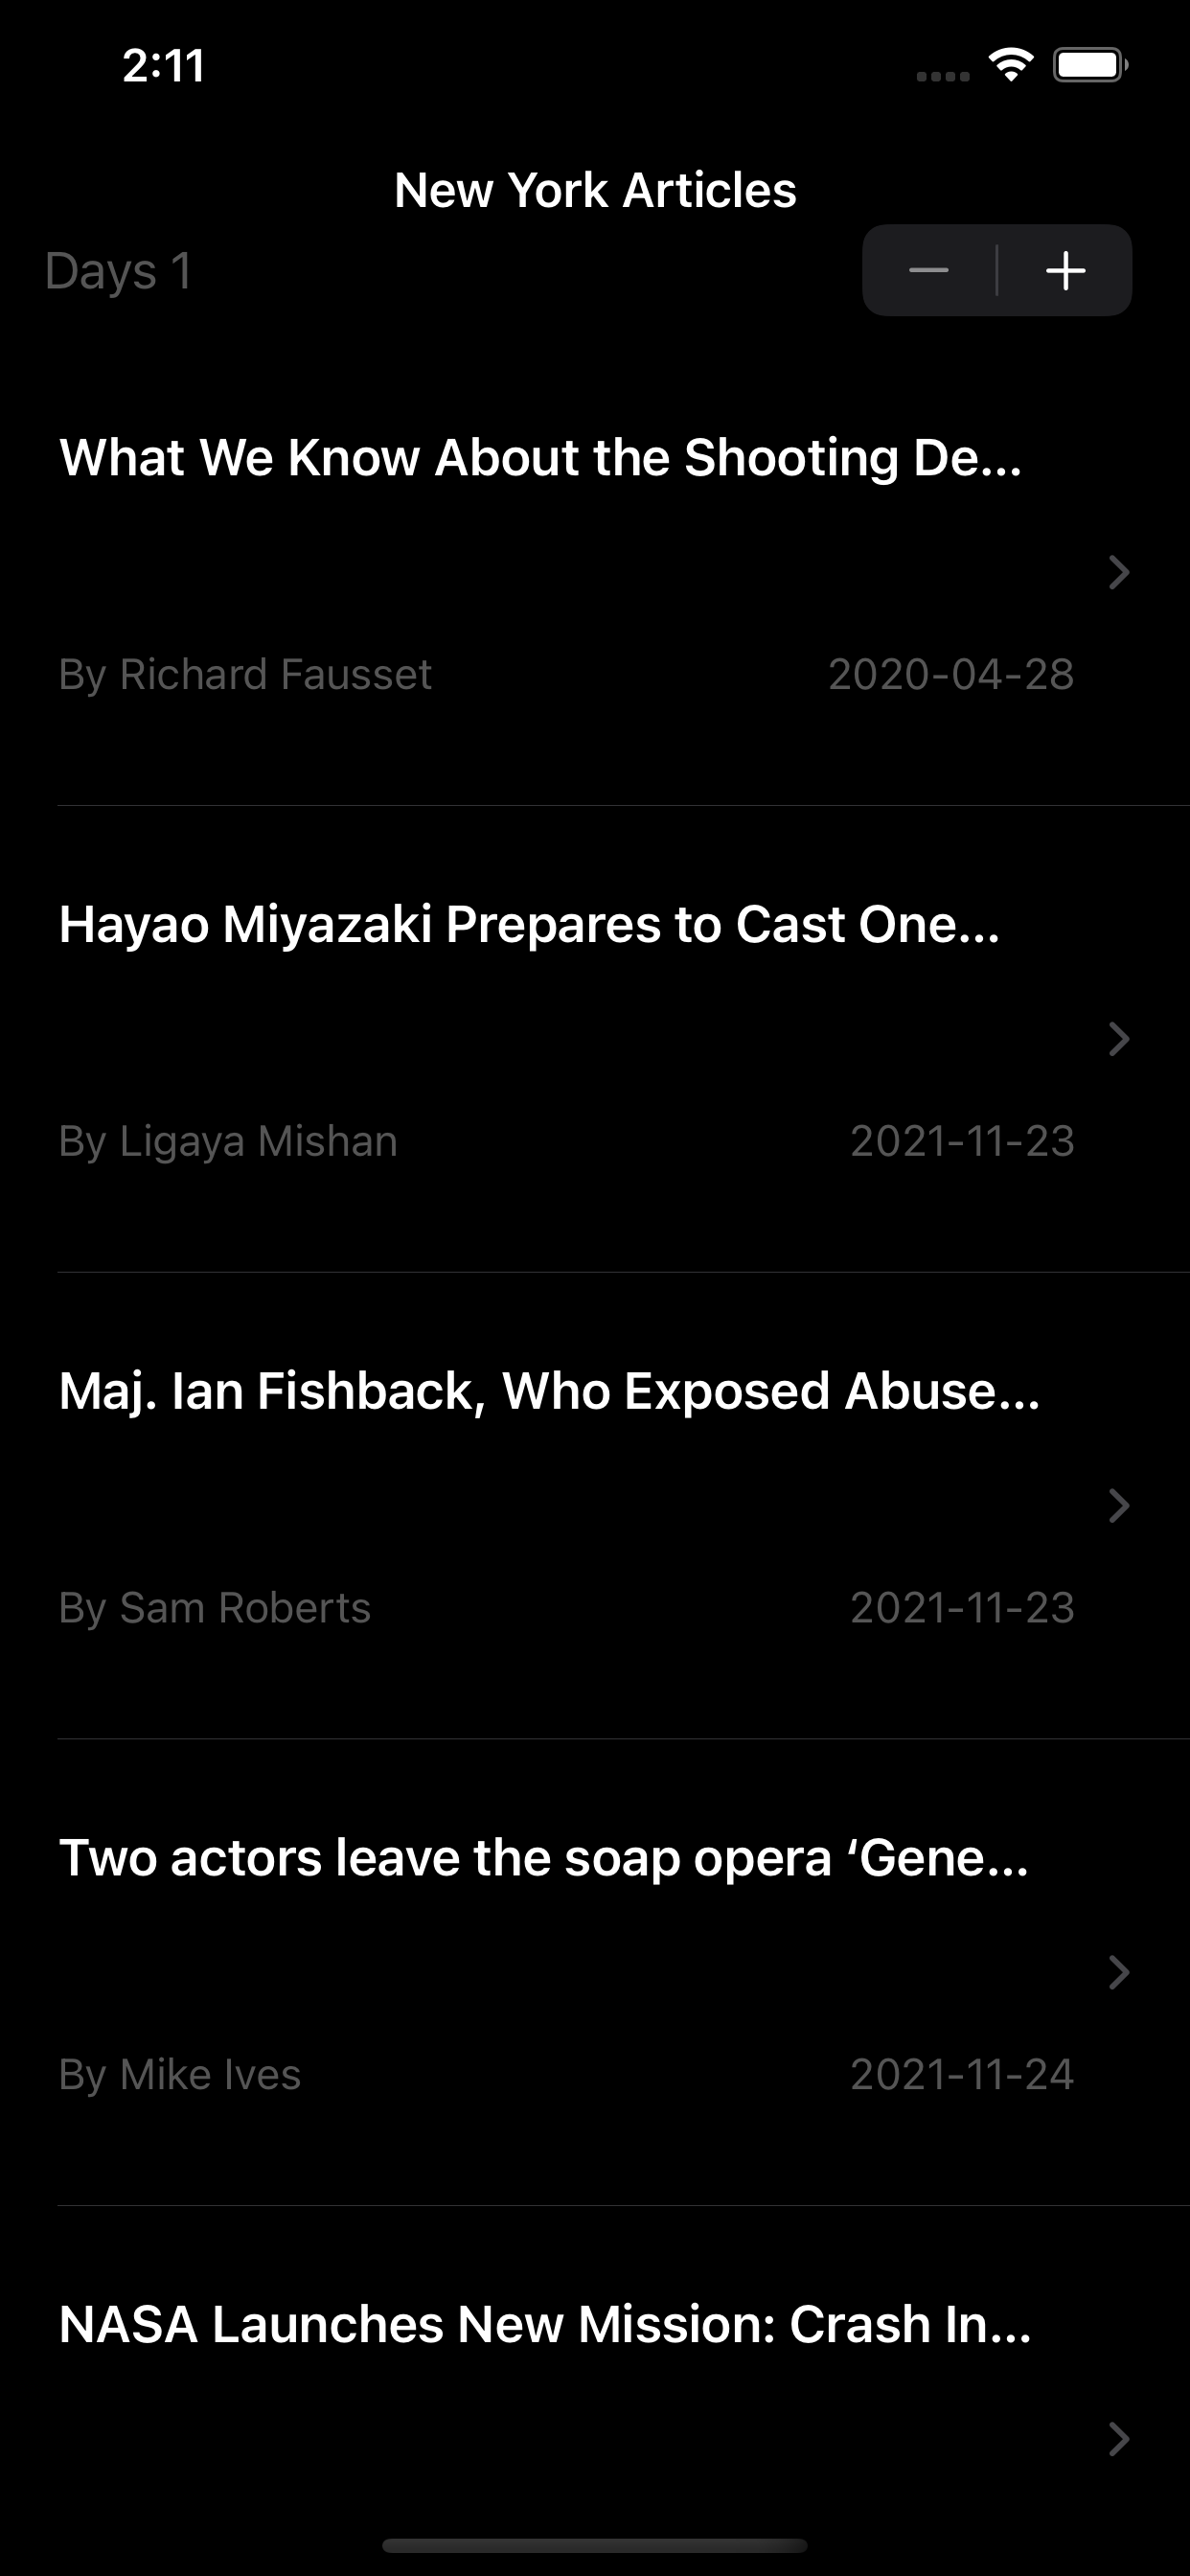 2:11
New York Articles
Days 1
What We Know About the Shooting De...
By Richard Fausset 2020-04-28
Hayao Miyazaki Prepares to Cast One...
By Ligaya Mishan 2021-11-23
Maj. Ian Fishback, Who Exposed Abuse...
By Sam Roberts 2021-11-23
Two actors leave the soap opera ‘Gene...
By Mike Ives 2021-11-24
NASA Launches New Mission: Crash In...